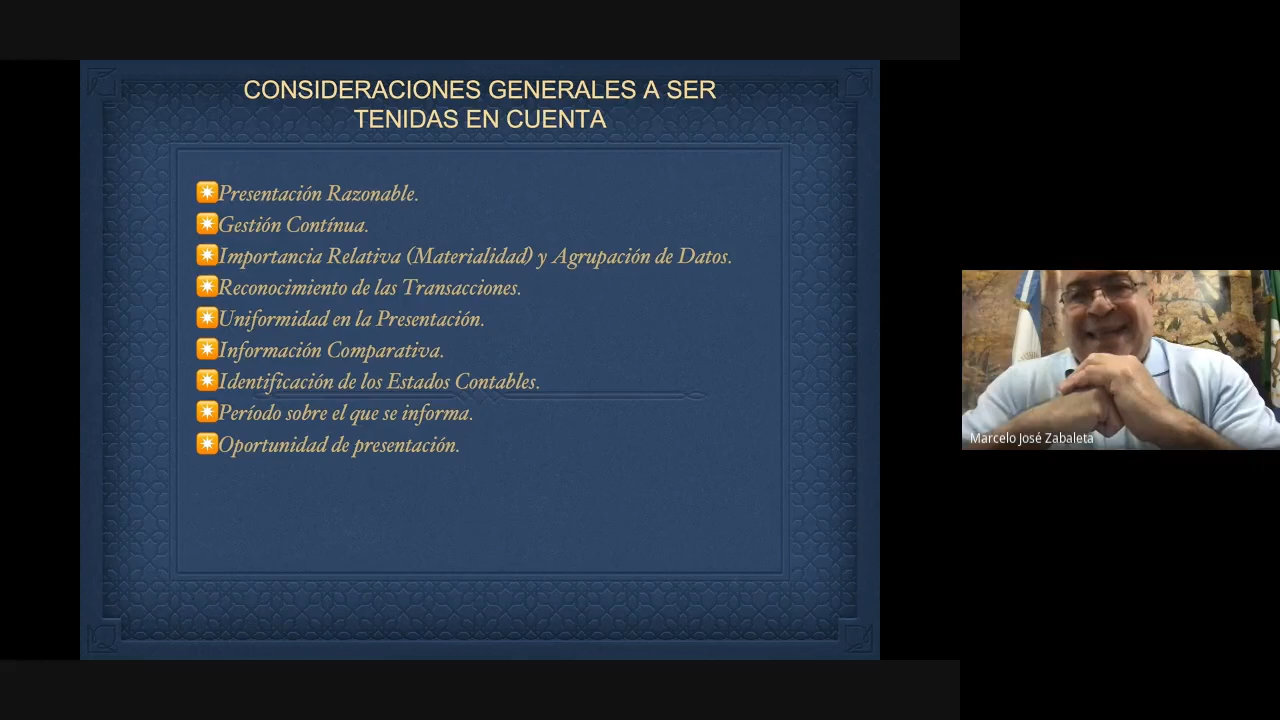 CONSIDERACIONES GENERALES A SER
TENIDAS EN CUENTA
Presentación Razonable.
Gestión Contínua.
Importancia Relativa (Materialidad) y Agrupación de Datos.
Reconocimiento de las Transacciones.
Uniformidad en la Presentación.
Información Comparativa.
Identificación de los Estados Contables.
Período sobre el que se informa.
Oportunidad de presentación.
Marcelo José Zabaleta